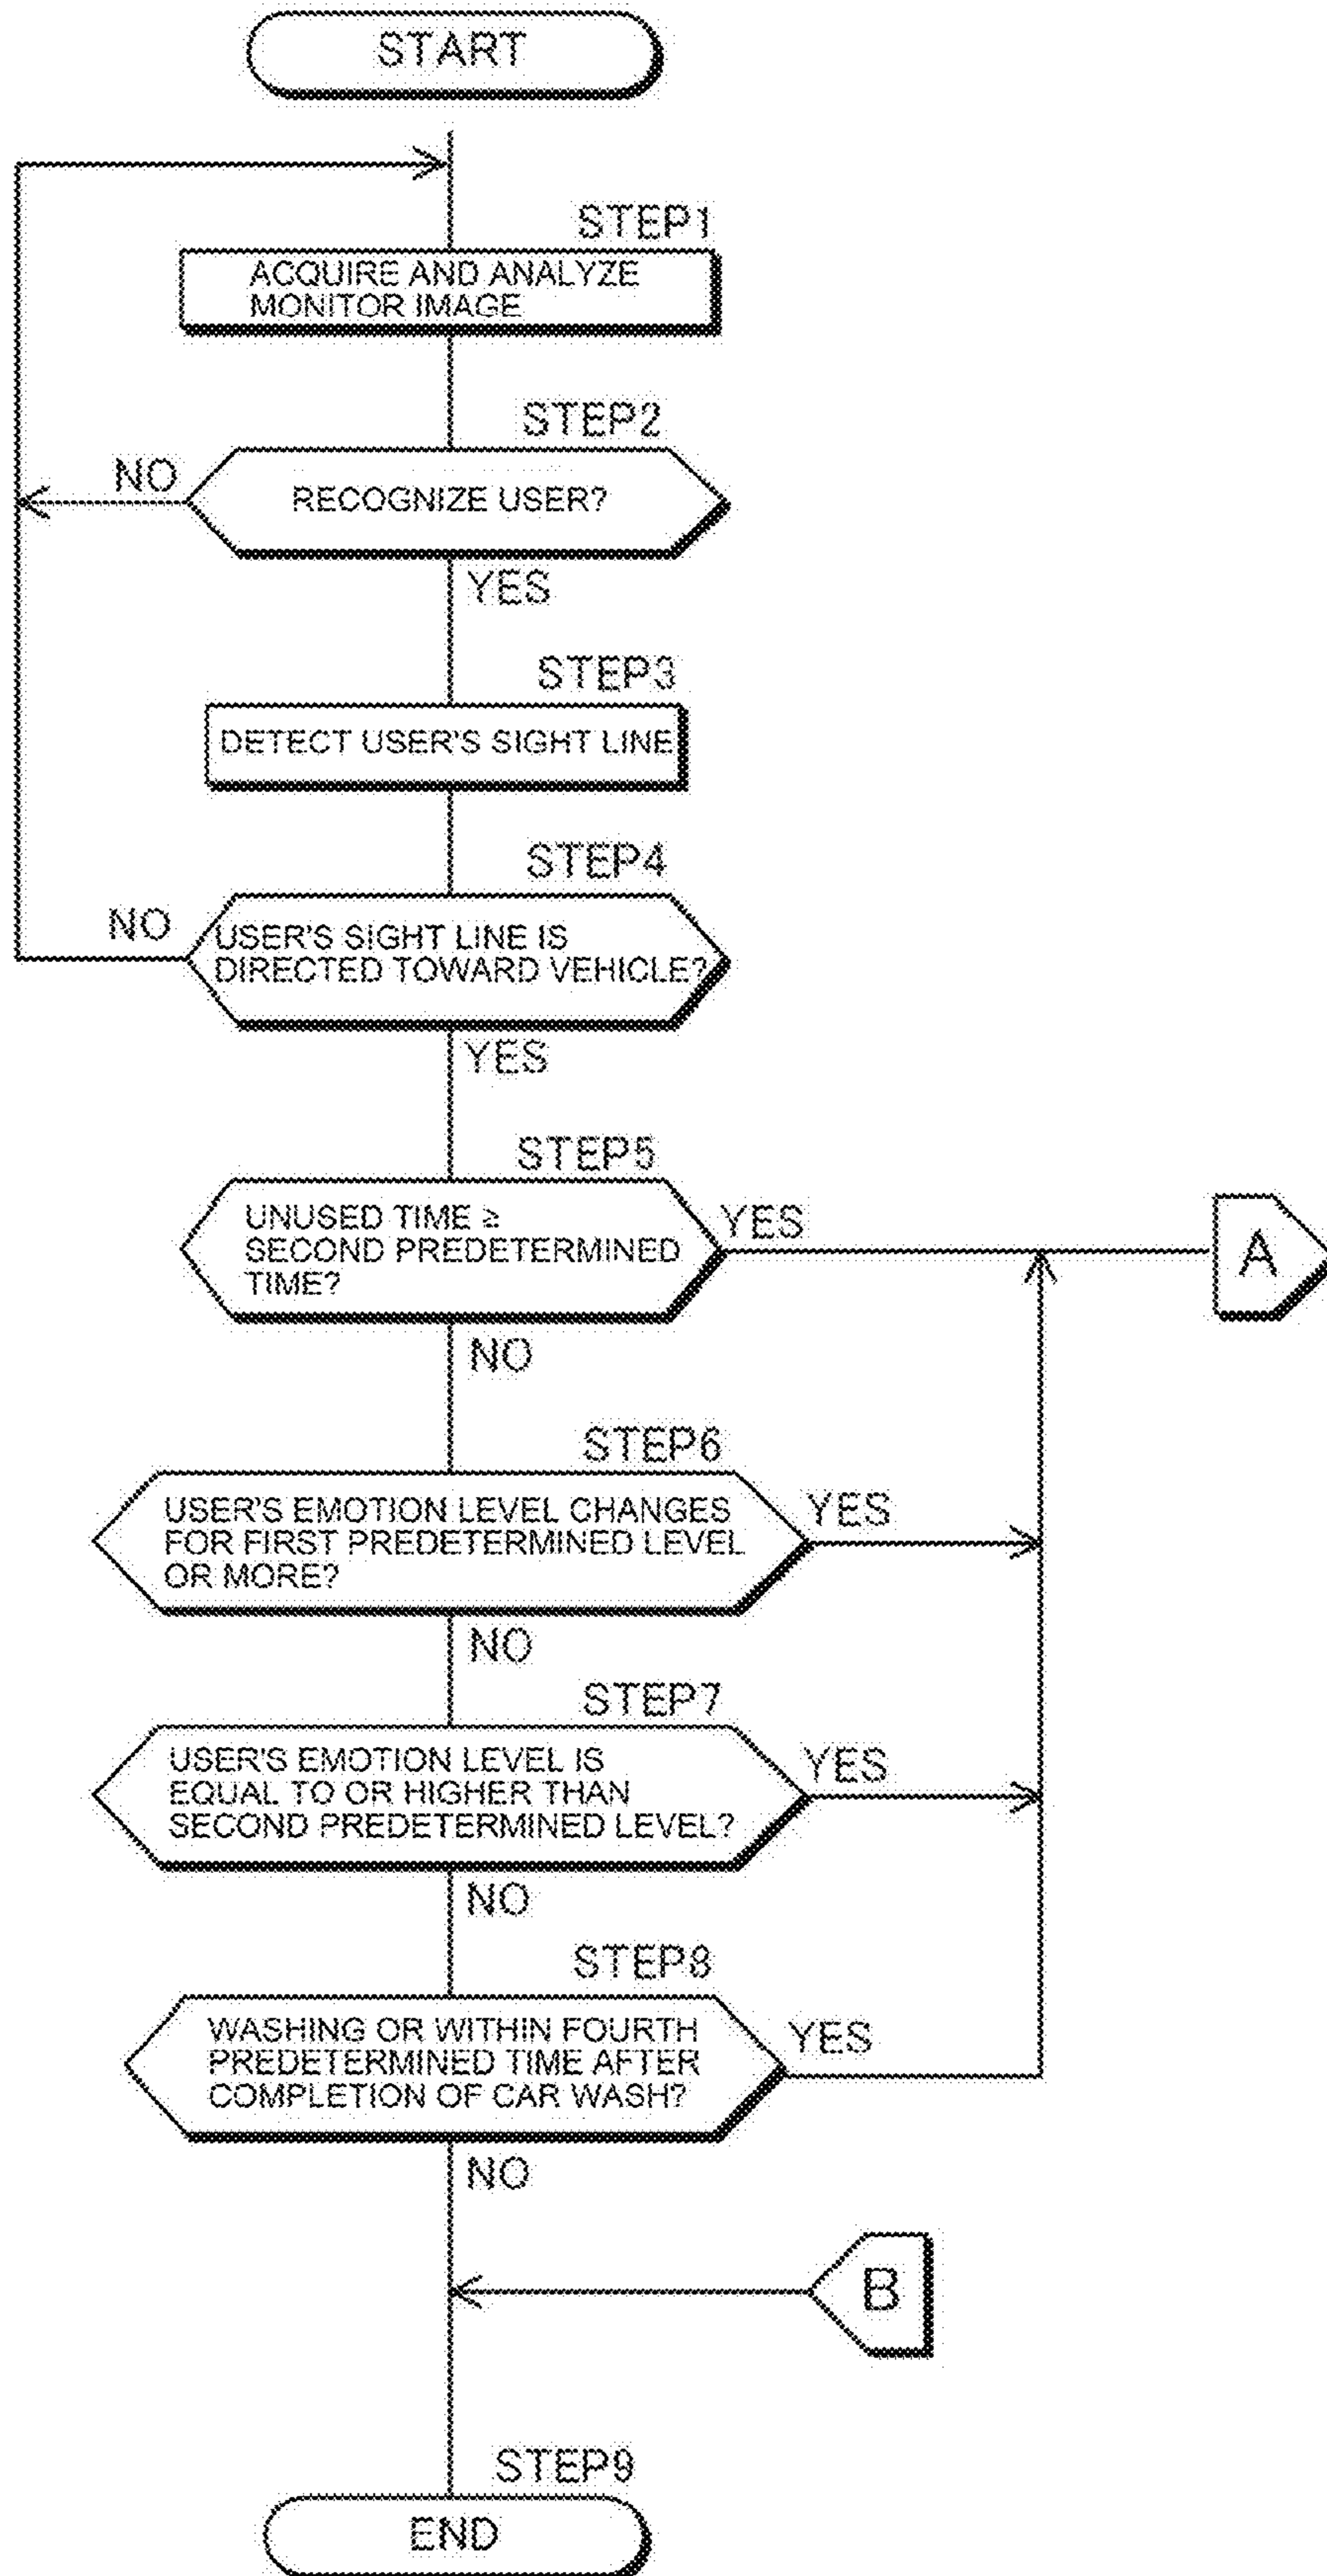 START
STEP1
ACQUIRE AND ANALYZE
MONITOR IMAGE
STEP2
NO
RECOGNIZE USER?
YES
STEP3
DETECT USER'S SIGHT LINE
STEP4
NO
USER'S SIGHT LINE IS
DIRECTED TOWARD VEHICLE?
YES
STEP5
UNUSED TIME ≥
SECOND PREDETERMINED
TIME?
YES
A
NO
STEP6
USER'S EMOTION LEVEL CHANGES
FOR FIRST PREDETERMINED LEVEL
OR MORE?
YES
NO
STEP7
USER'S EMOTION LEVEL IS
EQUAL TO OR HIGHER THAN
SECOND PREDETERMINED LEVEL?
YES
NO
STEP8
WASHING OR WITHIN FOURTH
PREDETERMINED TIME AFTER
COMPLETION OF CAR WASH?
YES
NO
B
STEP9
END